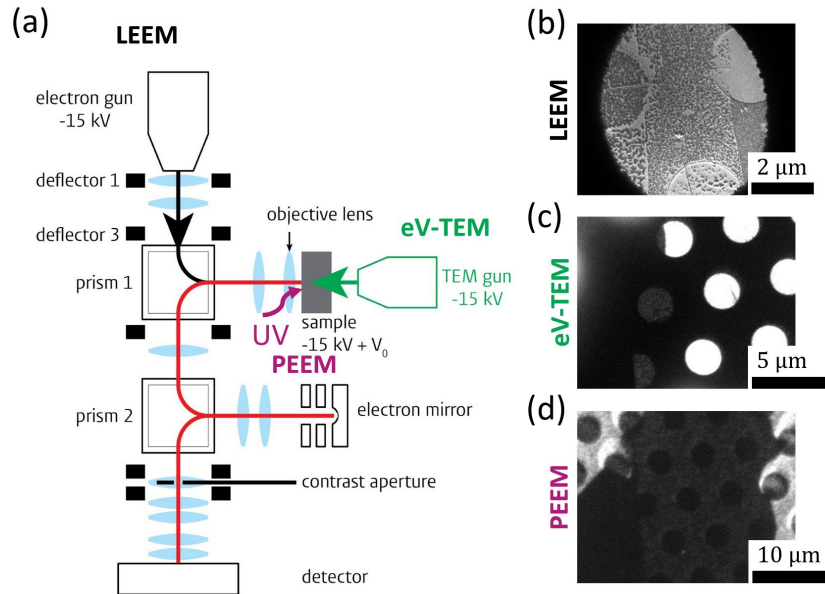 (a)
LEEM
electron gun
-15 kV
deflector 1
deflector 3
objective lens
eV-TEM
prism 1
TEM gun
-15 kV
UV
sample
-15 kV + V₀
PEEM
prism 2
electron mirror
contrast aperture
detector
(b)
LEEM
2 μm
(c)
eV-TEM
5 μm
(d)
PEEM
10 μm